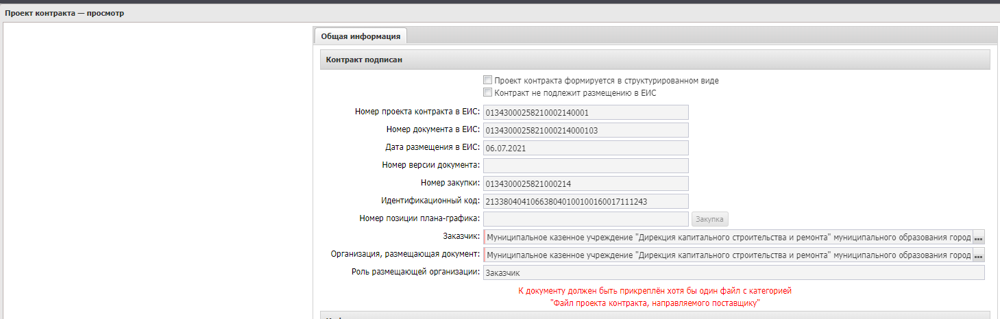 Проект контракта — просмотр
Общая информация
Контракт подписан
Проект контракта формируется в структурированном виде
Контракт не подлежит размещению в ЕИС
Номер проекта контракта в ЕИС: 01343000258210002140001
Номер документа в ЕИС: 0134300025821000214000103
Дата размещения в ЕИС: 06.07.2021
Номер версии документа:
Номер закупки: 0134300025821000214
Идентификационный код: 213380404106638040100100160017111243
Номер позиции плана-графика: Закупка
Заказчик: Муниципальное казенное учреждение "Дирекция капитального строительства и ремонта" муниципального образования город ...
Организация, размещающая документ: Муниципальное казенное учреждение "Дирекция капитального строительства и ремонта" муниципального образования город ...
Роль размещающей организации: Заказчик
К документу должен быть прикреплён хотя бы один файл с категорией
"Файл проекта контракта, направляемого поставщику"